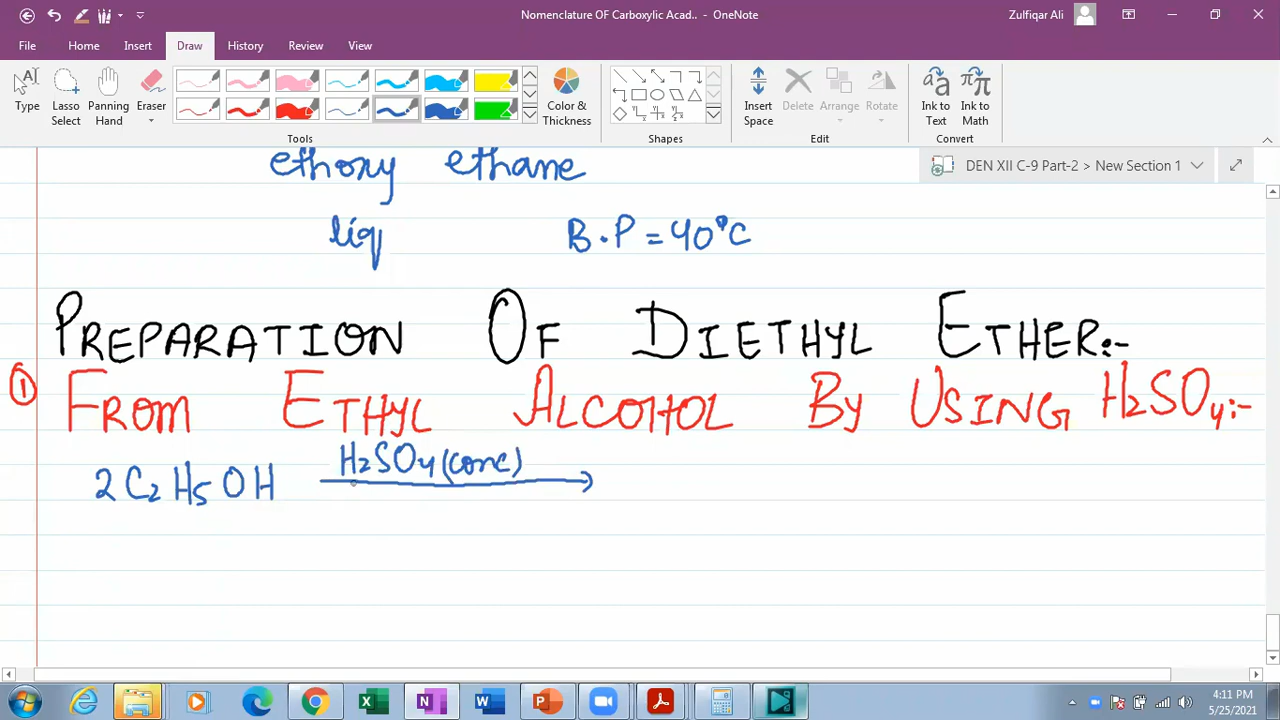 Nomenclature OF Carboxylic Acad.. - OneNote
Zulfiqar Ali
File Home Insert Draw History Review View
Type
Lasso Select
Panning Hand
Eraser
Color & Thickness
Insert Space
Delete
Arrange
Rotate
Ink to Text
Ink to Math
Tools
Shapes
Edit
Convert
DEN XII C-9 Part-2 > New Section 1
ethoxy ethane
liq B.P = 40°C
PREPARATION OF DIETHYL ETHER:-
① FROM ETHYL ALCOHOL BY USING H2SO4:-
H2SO4 (conc)
2C2H5OH →
4:11 PM
5/25/2021